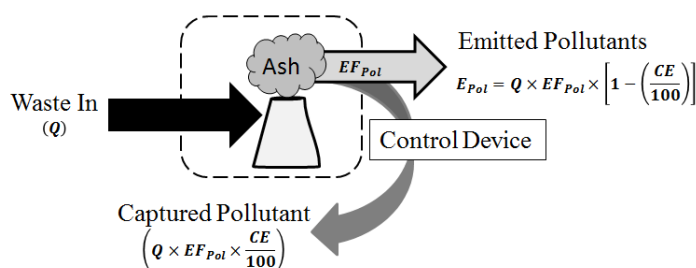 Waste In
(Q)
Ash
EF_Pol
Emitted Pollutants
E_Pol = Q × EF_Pol × [1 − (CE/100)]
Control Device
Captured Pollutant
(Q × EF_Pol × CE/100)